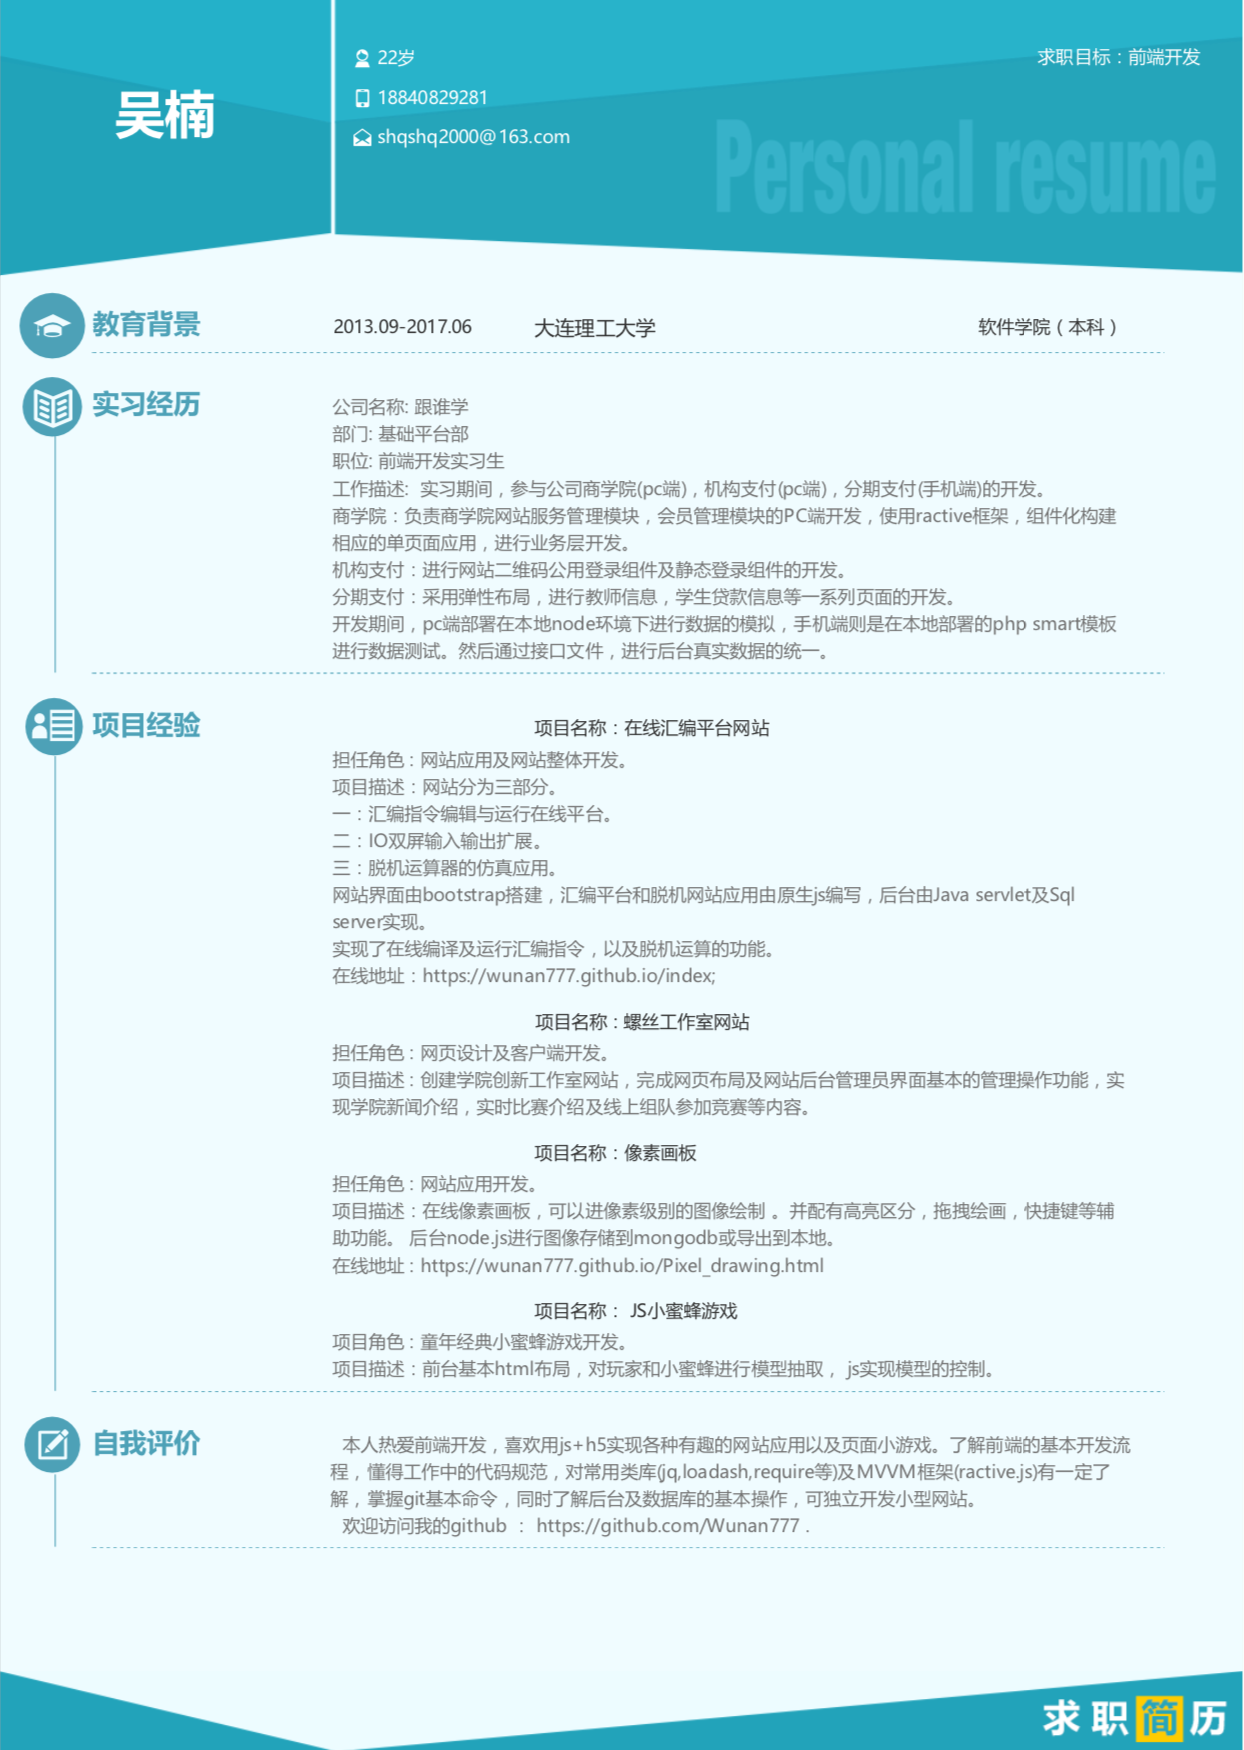 吴楠
22岁
18840829281
shqshq2000@163.com
求职目标：前端开发
Personal resume
教育背景
2013.09-2017.06 大连理工大学 软件学院（本科）
实习经历
公司名称: 跟谁学
部门: 基础平台部
职位: 前端开发实习生
工作描述: 实习期间，参与公司商学院(pc端)，机构支付(pc端)，分期支付(手机端)的开发。
商学院：负责商学院网站服务管理模块，会员管理模块的PC端开发，使用ractive框架，组件化构建
相应的单页面应用，进行业务层开发。
机构支付：进行网站二维码公用登录组件及静态登录组件的开发。
分期支付：采用弹性布局，进行教师信息，学生贷款信息等一系列页面的开发。
开发期间，pc端部署在本地node环境下进行数据的模拟，手机端则是在本地部署的php smart模板
进行数据测试。然后通过接口文件，进行后台真实数据的统一。
项目经验
项目名称：在线汇编平台网站
担任角色：网站应用及网站整体开发。
项目描述：网站分为三部分。
一：汇编指令编辑与运行在线平台。
二：IO双屏输入输出扩展。
三：脱机运算器的仿真应用。
网站界面由bootstrap搭建，汇编平台和脱机网站应用由原生js编写，后台由Java servlet及Sql
server实现。
实现了在线编译及运行汇编指令，以及脱机运算的功能。
在线地址：https://wunan777.github.io/index;
项目名称：螺丝工作室网站
担任角色：网页设计及客户端开发。
项目描述：创建学院创新工作室网站，完成网页布局及网站后台管理员界面基本的管理操作功能，实
现学院新闻介绍，实时比赛介绍及线上组队参加竞赛等内容。
项目名称：像素画板
担任角色：网站应用开发。
项目描述：在线像素画板，可以进像素级别的图像绘制 。并配有高亮区分，拖拽绘画，快捷键等辅
助功能。 后台node.js进行图像存储到mongodb或导出到本地。
在线地址：https://wunan777.github.io/Pixel_drawing.html
项目名称： JS小蜜蜂游戏
项目角色：童年经典小蜜蜂游戏开发。
项目描述：前台基本html布局，对玩家和小蜜蜂进行模型抽取， js实现模型的控制。
自我评价
本人热爱前端开发，喜欢用js+h5实现各种有趣的网站应用以及页面小游戏。了解前端的基本开发流
程，懂得工作中的代码规范，对常用类库(jq,loadash,require等)及MVVM框架(ractive.js)有一定了
解，掌握git基本命令，同时了解后台及数据库的基本操作，可独立开发小型网站。
欢迎访问我的github ： https://github.com/Wunan777 .
求职简历